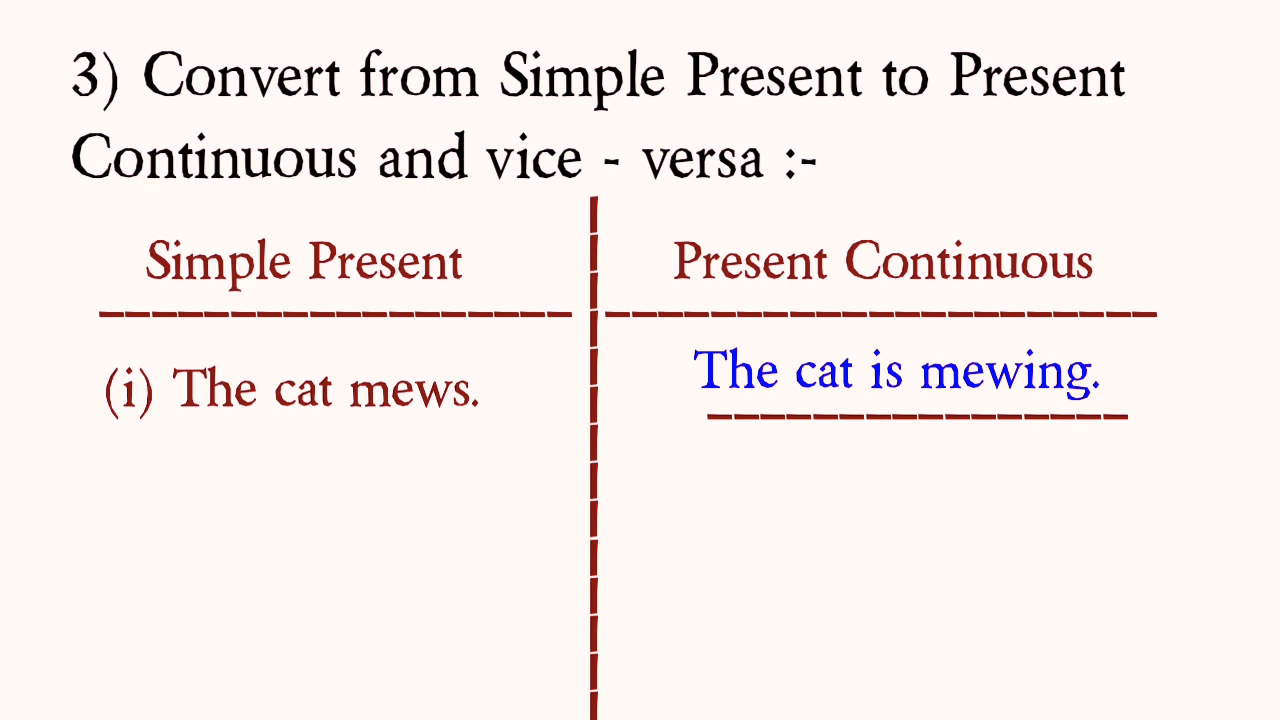 3) Convert from Simple Present to Present
Continuous and vice - versa :-
Simple Present
Present Continuous
(i) The cat mews.
The cat is mewing.